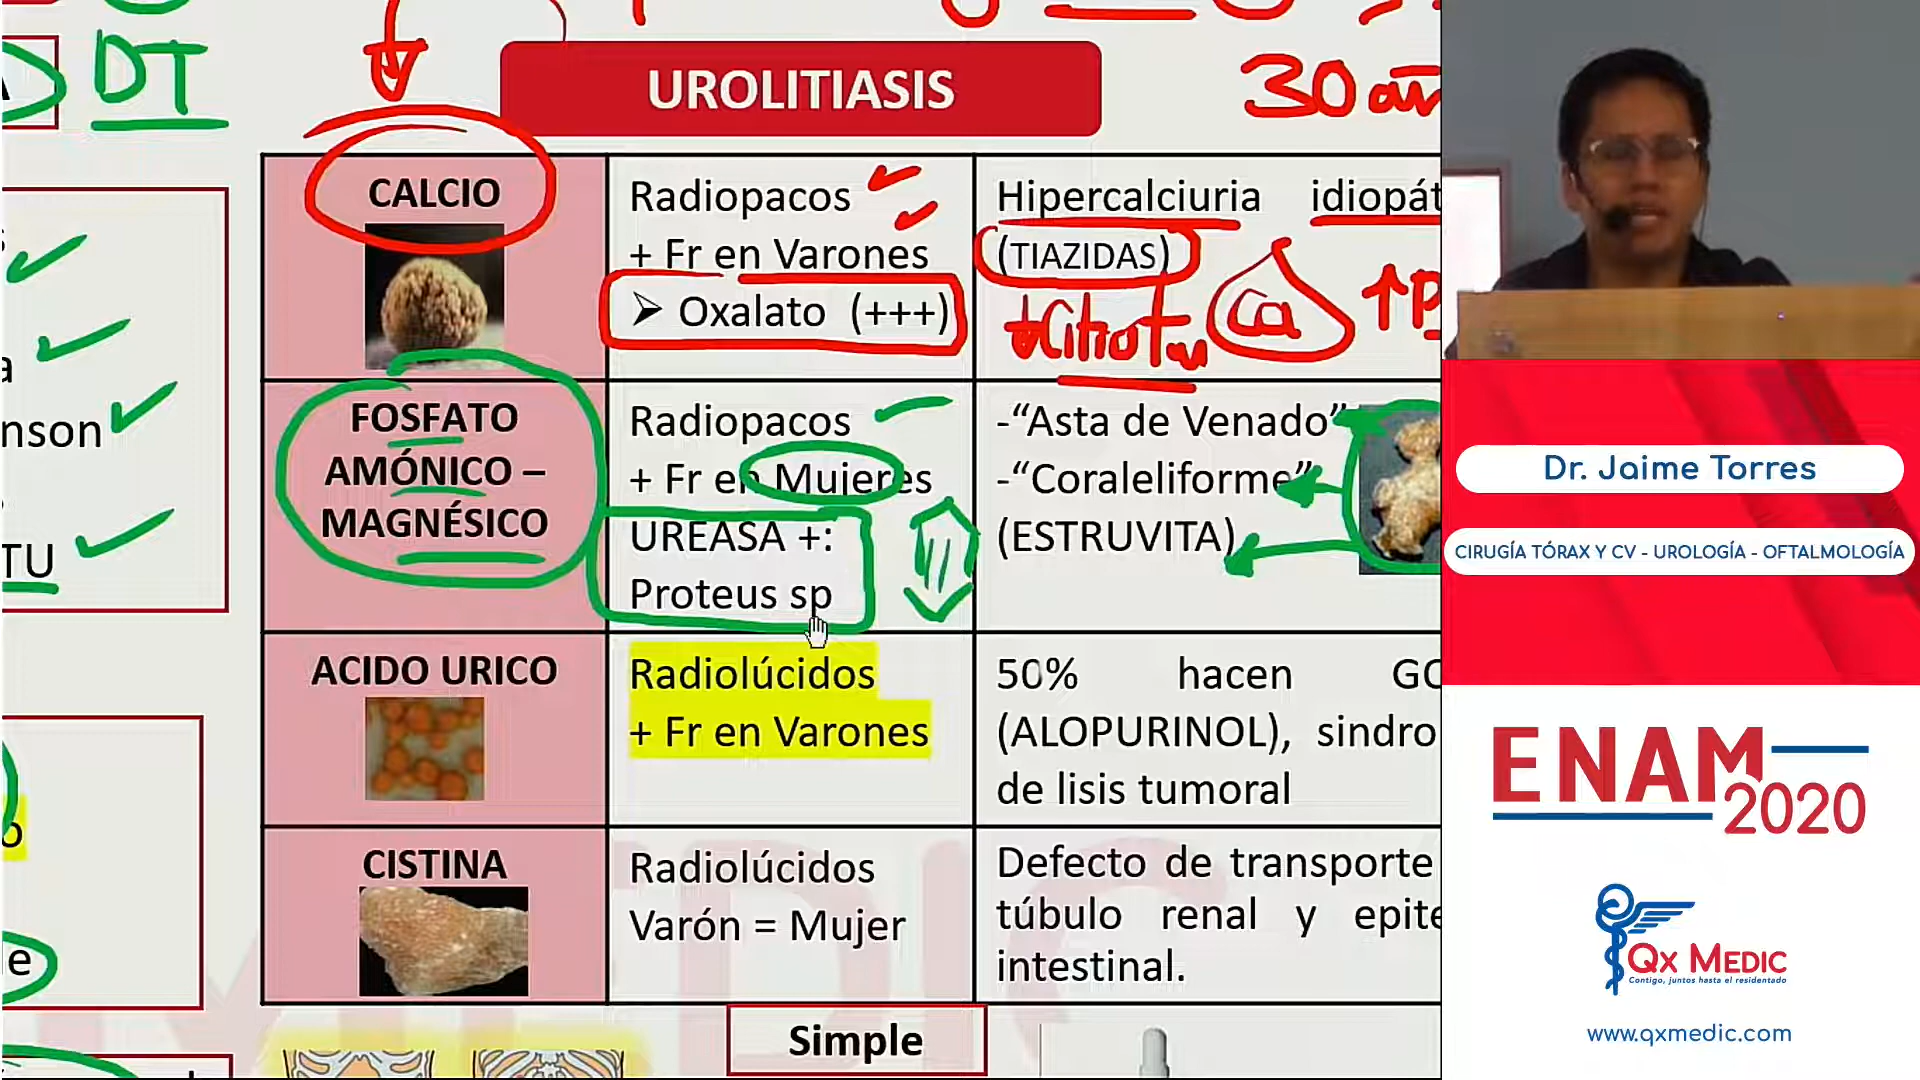 DT
UROLITIASIS
30 añ
CALCIO
Radiopacos
+ Fr en Varones
➢ Oxalato (+++)
Hipercalciuria idiopát
(TIAZIDAS)
Ca
nson
TU
FOSFATO
AMÓNICO –
MAGNÉSICO
Radiopacos
+ Fr en Mujeres
UREASA +:
Proteus sp
-“Asta de Venado”
-“Coraleliforme”
(ESTRUVITA)
ACIDO URICO
Radiolúcidos
+ Fr en Varones
50% hacen GO
(ALOPURINOL), sindro
de lisis tumoral
CISTINA
Radiolúcidos
Varón = Mujer
Defecto de transporte
túbulo renal y epite
intestinal.
Simple
Dr. Jaime Torres
CIRUGÍA TÓRAX Y CV - UROLOGÍA - OFTALMOLOGÍA
ENAM
2020
QX MEDIC
Contigo, juntos hasta el residentado
www.qxmedic.com